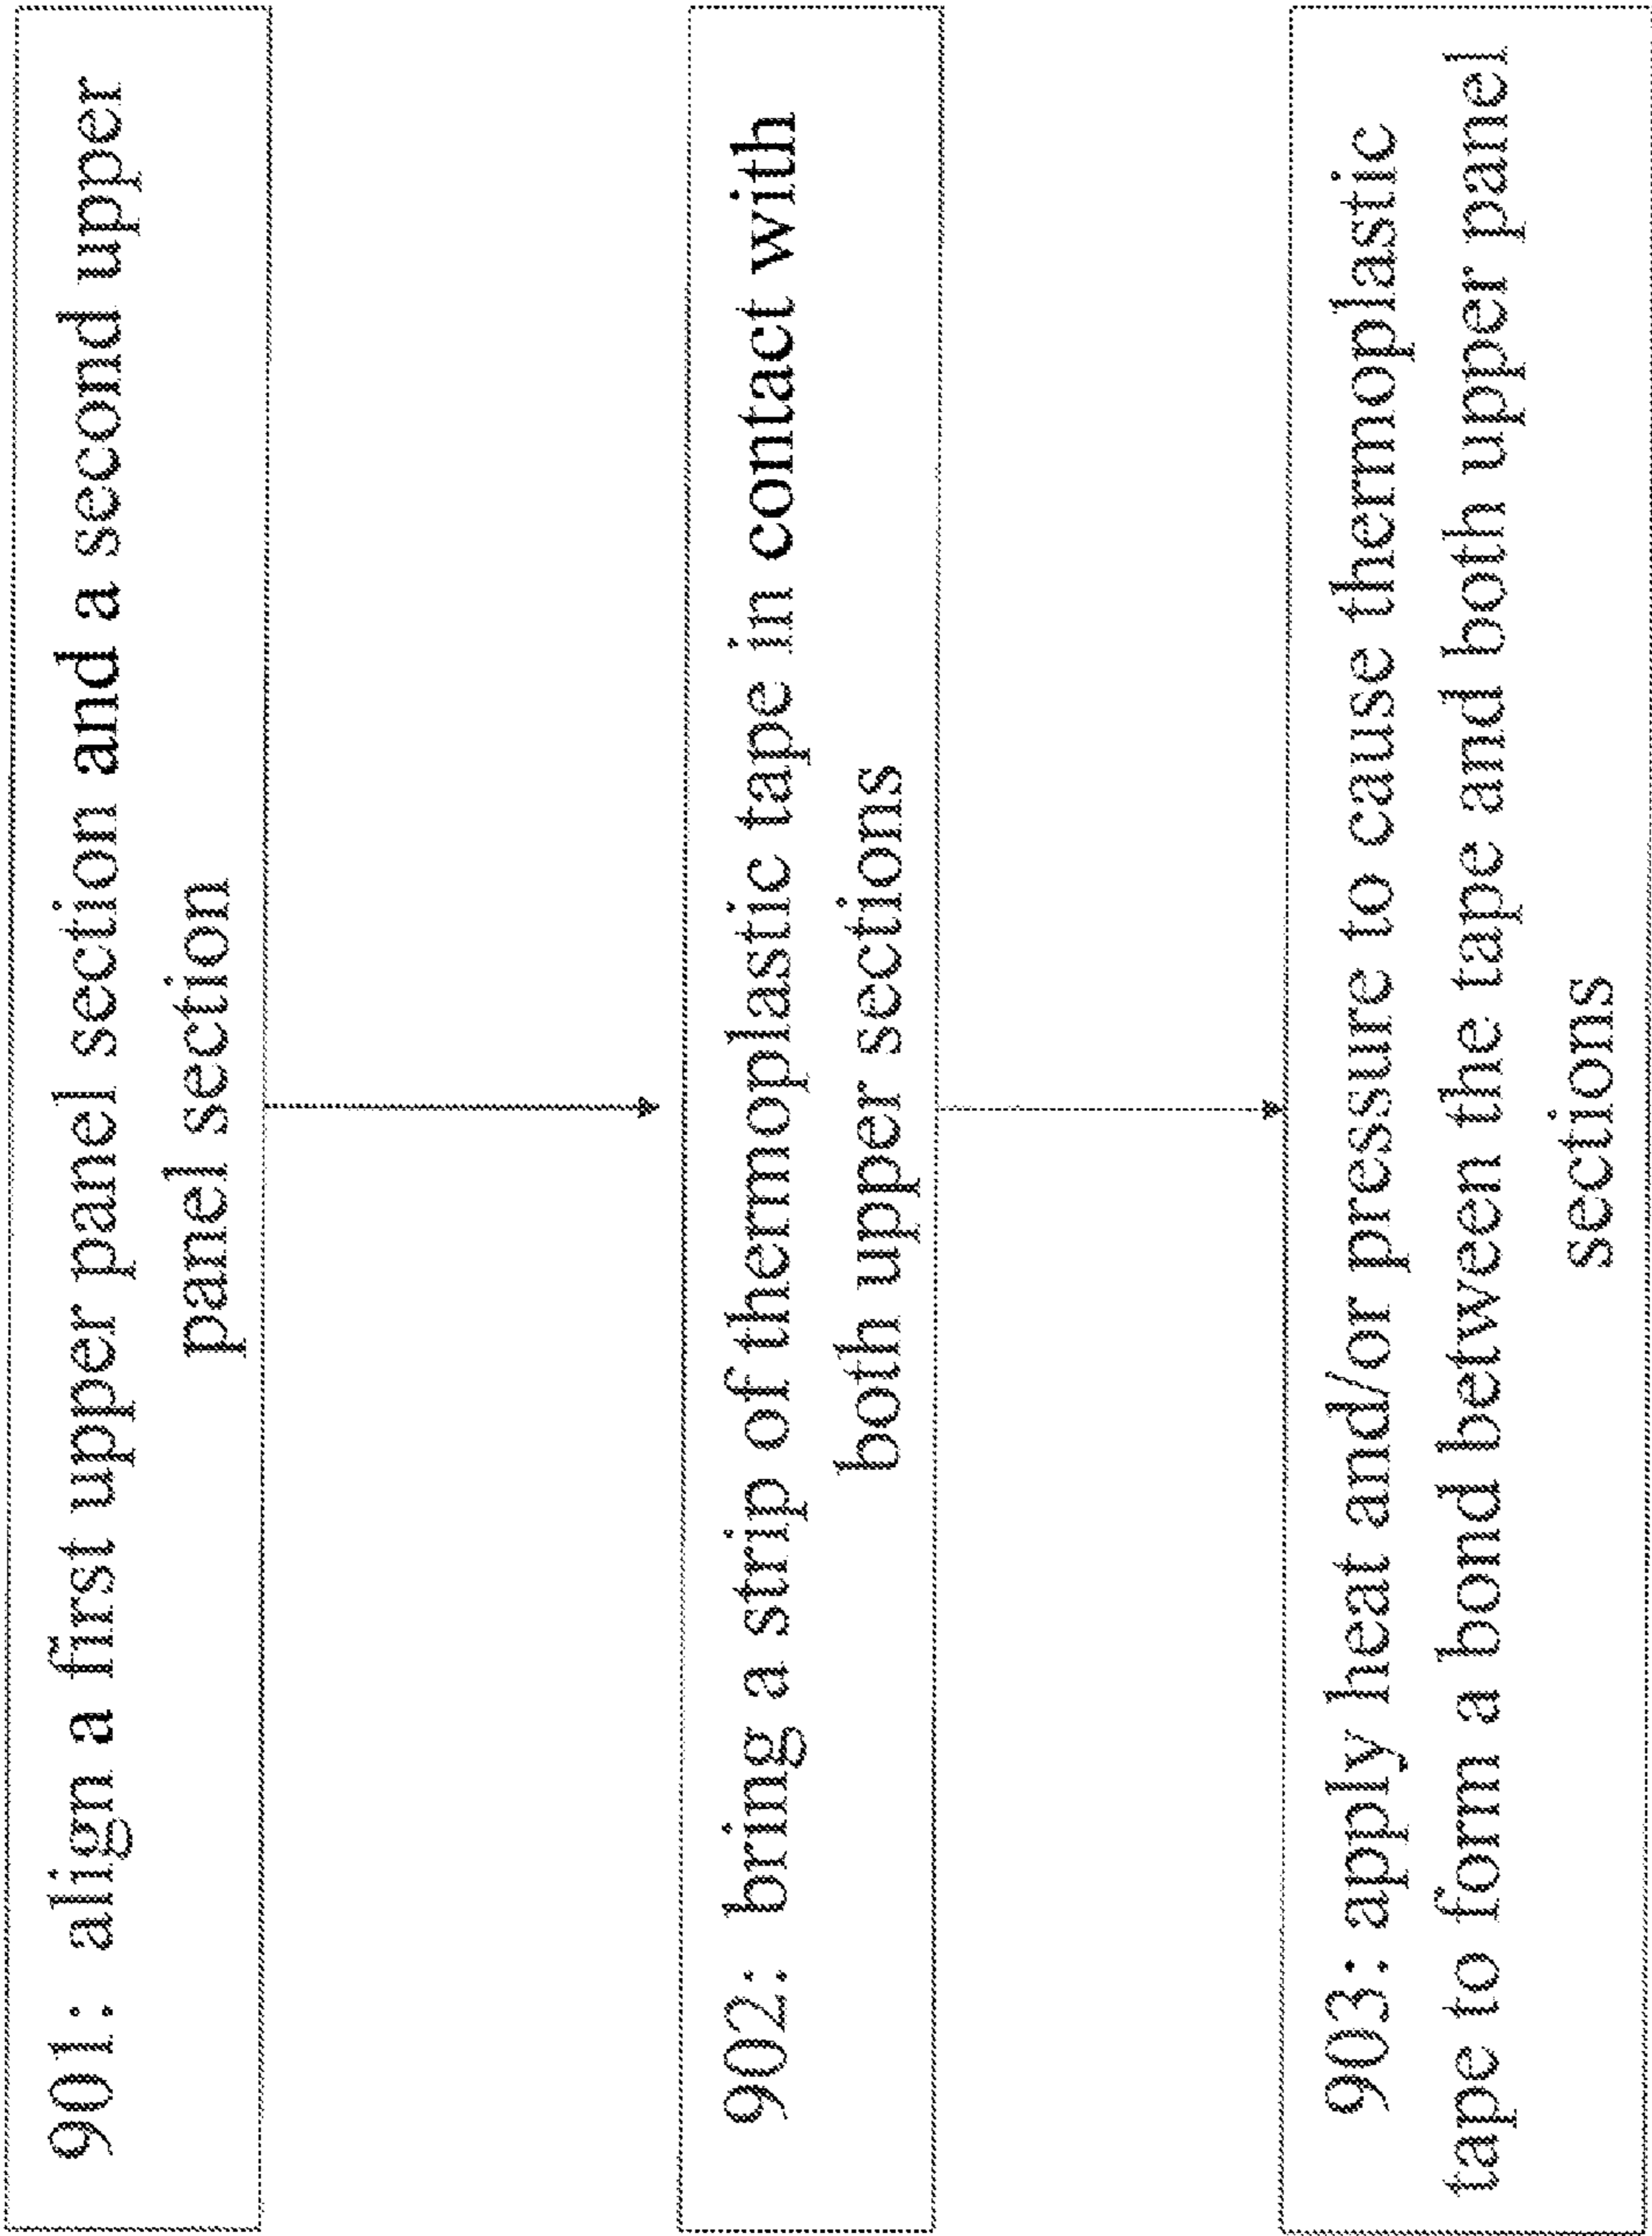 901: align a first upper panel section and a second upper
panel section
902: bring a strip of thermoplastic tape in contact with
both upper sections
903: apply heat and/or pressure to cause thermoplastic
tape to form a bond between the tape and both upper panel
sections